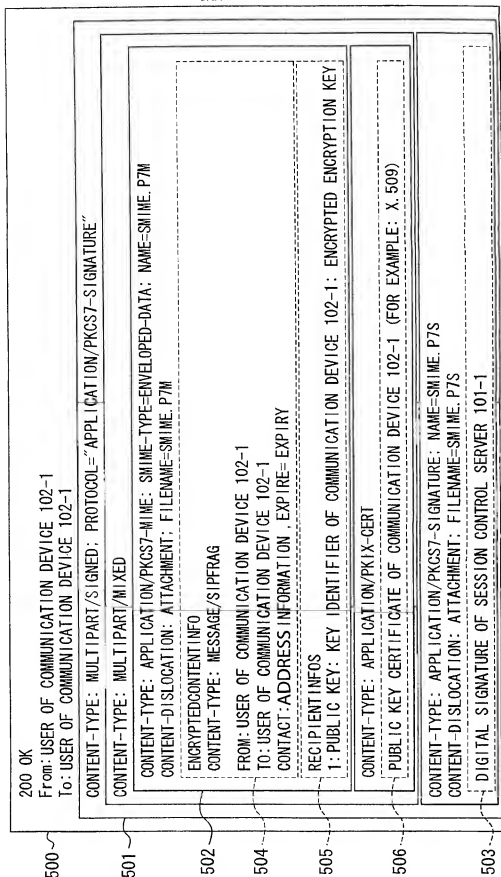 200 OK
From:USER OF COMMUNICATION DEVICE 102-1
To:USER OF COMMUNICATION DEVICE 102-1
CONTENT-TYPE: MULTIPART/SIGNED; PROTOCOL="APPLICATION/PKCS7-SIGNATURE"
CONTENT-TYPE: MULTIPART/MIXED
CONTENT-TYPE: APPLICATION/PKCS7-MIME: SMIME-TYPE=ENVELOPED-DATA; NAME=SMIME.P7M
CONTENT-DISLOCATION: ATTACHMENT; FILENAME=SMIME.P7M
ENCRYPTEDCONTENTINFO
CONTENT-TYPE: MESSAGE/SIPFRAG
FROM:USER OF COMMUNICATION DEVICE 102-1
TO:USER OF COMMUNICATION DEVICE 102-1
CONTACT:ADDRESS INFORMATION . EXPIRE=EXPIRY
RECIPIENTINFOS
1:PUBLIC KEY: KEY IDENTIFIER OF COMMUNICATION DEVICE 102-1: ENCRYPTED ENCRYPTION KEY
CONTENT-TYPE: APPLICATION/PKIX-CERT
PUBLIC KEY CERTIFICATE OF COMMUNICATION DEVICE 102-1 (FOR EXAMPLE: X.509)
CONTENT-TYPE: APPLICATION/PKCS7-SIGNATURE; NAME=SMIME.P7S
CONTENT-DISLOCATION: ATTACHMENT; FILENAME=SMIME.P7S
DIGITAL SIGNATURE OF SESSION CONTROL SERVER 101-1
500
501
502
504
505
506
503